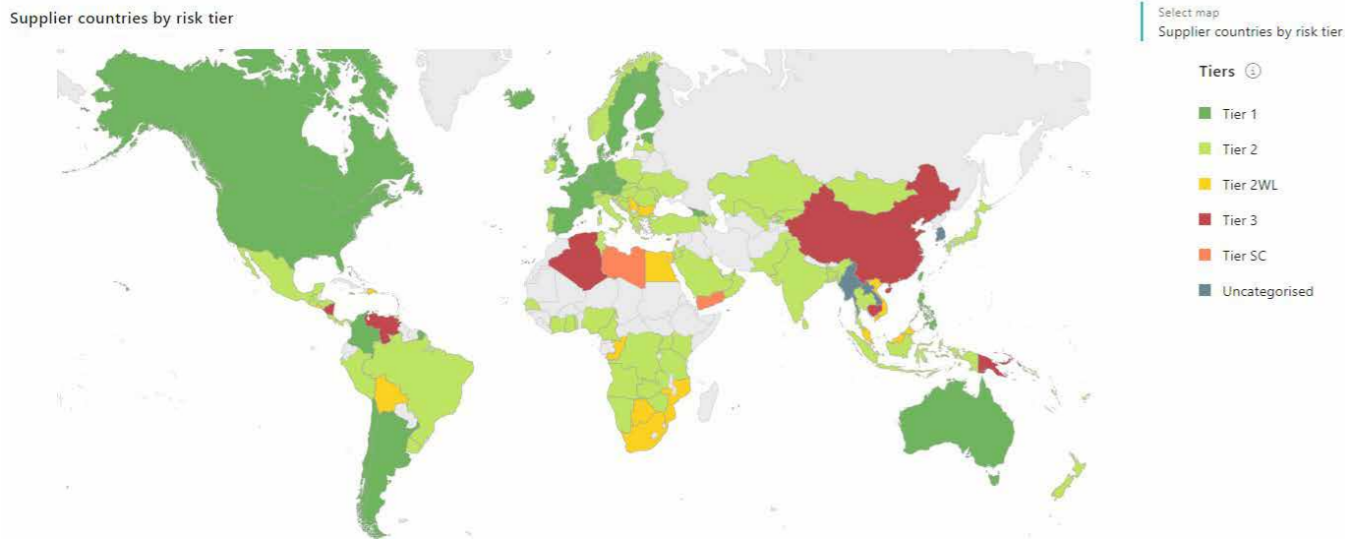 Supplier countries by risk tier
Select map
Supplier countries by risk tier
Tiers
Tier 1
Tier 2
Tier 2WL
Tier 3
Tier SC
Uncategorised